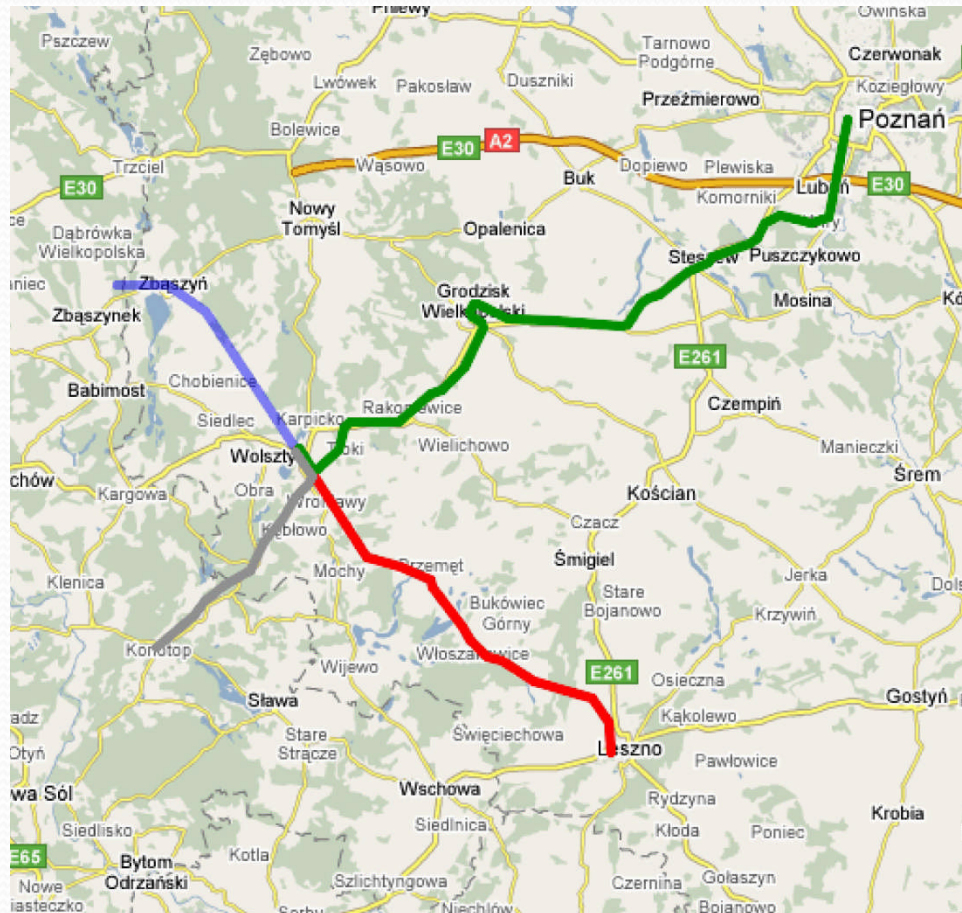 Pniewy
Owińska
Pszczew
Zębowo
Tarnowo
Podgórne
Czerwonak
Lwówek
Pakosław
Duszniki
Koziegłowy
Przeźmierowo
Poznań
Bolewice
E30
A2
Trzciel
Wąsowo
Dopiewo
Plewiska
Buk
E30
Komorniki
Luboń
E30
Nowy
Tomyśl
Opalenica
Dąbrówka
Wielkopolska
Stęszew
Puszczykowo
Zbąszyń
Grodzisk
Wielkopolski
Mosina
Zbąszynek
E261
Babimost
Chobienice
Czempiń
Siedlec
Karpicko
Rakoniewice
Wielichowo
Manieczki
Wolsztyn
Tłoki
Śrem
Kargowa
Obra
Wroniawy
Kościan
Kębłowo
Czacz
Klenica
Mochy
Przemęt
Śmigiel
Jerka
Stare
Bojanowo
Bukówiec
Górny
Krzywiń
Konotop
Włoszakowice
Wijewo
E261
Osieczna
Sława
Gostyń
Kąkolewo
Stare
Strącze
Święciechowa
Leszno
Otyń
Pawłowice
Wschowa
Rydzyna
Krobia
Siedlisko
Siedlnica
Kłoda
Poniec
E65
Bytom
Odrzański
Kotla
Gołaszyn
Szlichtyngowa
Czernina
Nowe
Bojanowo
Niechlów